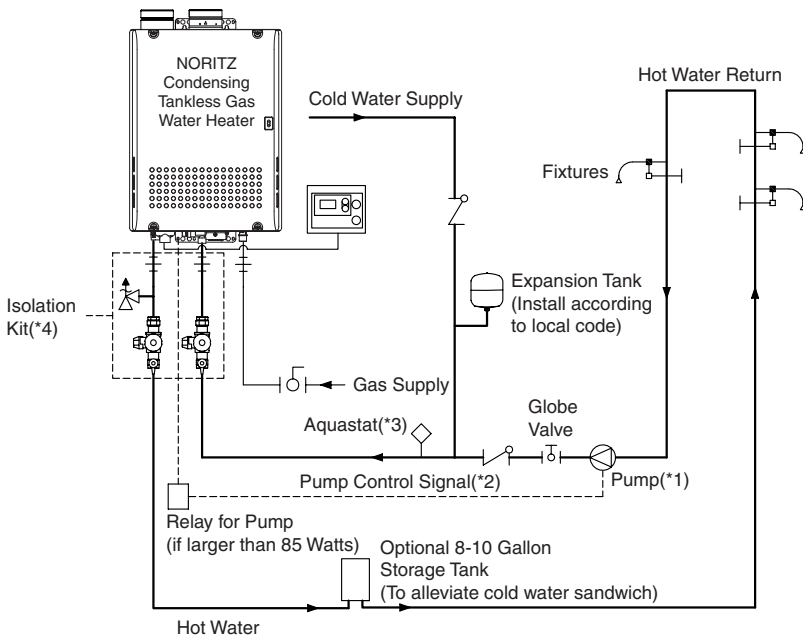 NORITZ
Condensing
Tankless Gas
Water Heater
Cold Water Supply
Hot Water Return
Fixtures
Expansion Tank
(Install according
to local code)
Isolation
Kit(*4)
Gas Supply
Globe
Valve
Aquastat(*3)
Pump Control Signal(*2)
Pump(*1)
Relay for Pump
(if larger than 85 Watts)
Optional 8-10 Gallon
Storage Tank
(To alleviate cold water sandwich)
Hot Water